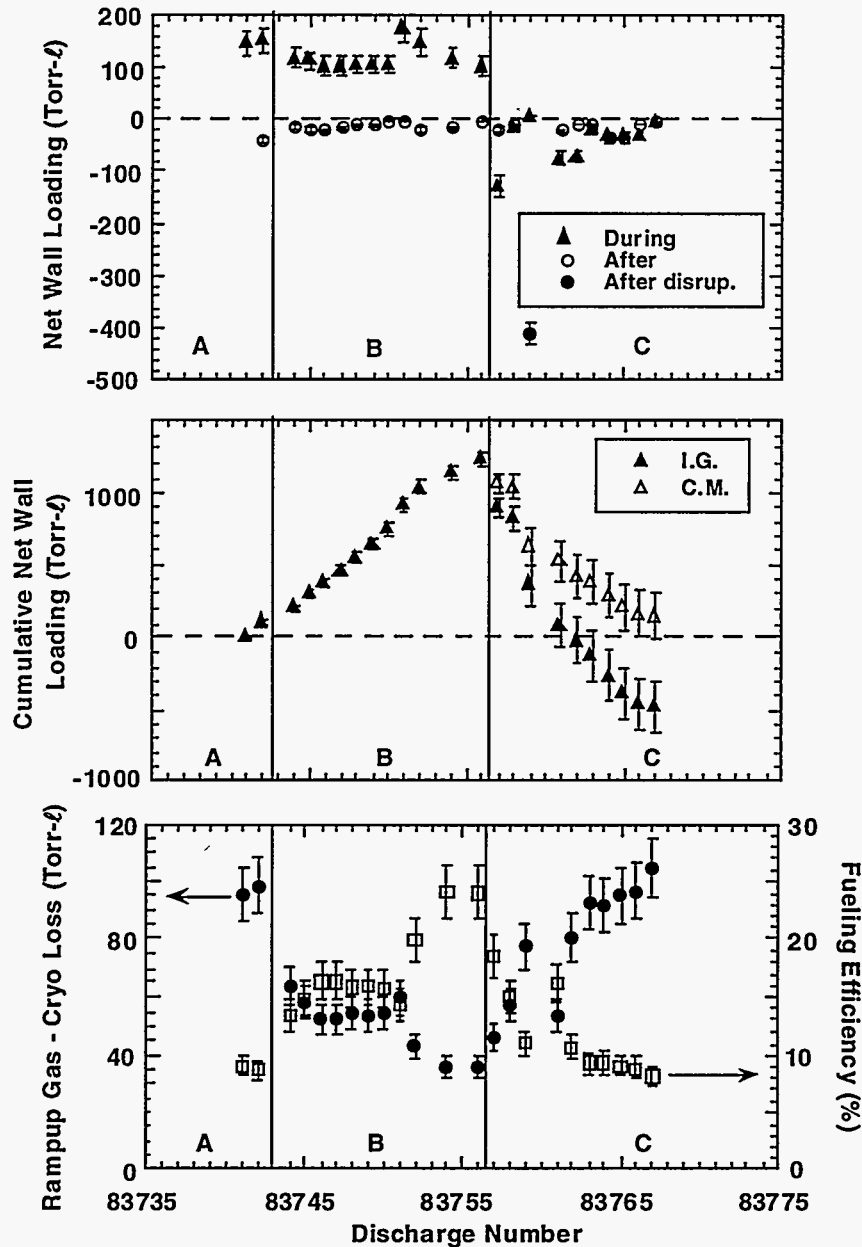 200
100
0
-100
-200
-300
-400
-500
Net Wall Loading (Torr-ℓ)
During
After
After disrup.
A
B
C
1000
0
-1000
Cumulative Net Wall
Loading (Torr-ℓ)
I.G.
C.M.
A
B
C
120
80
40
0
Rampup Gas - Cryo Loss (Torr-ℓ)
30
20
10
0
Fueling Efficiency (%)
A
B
C
83735
83745
83755
83765
83775
Discharge Number